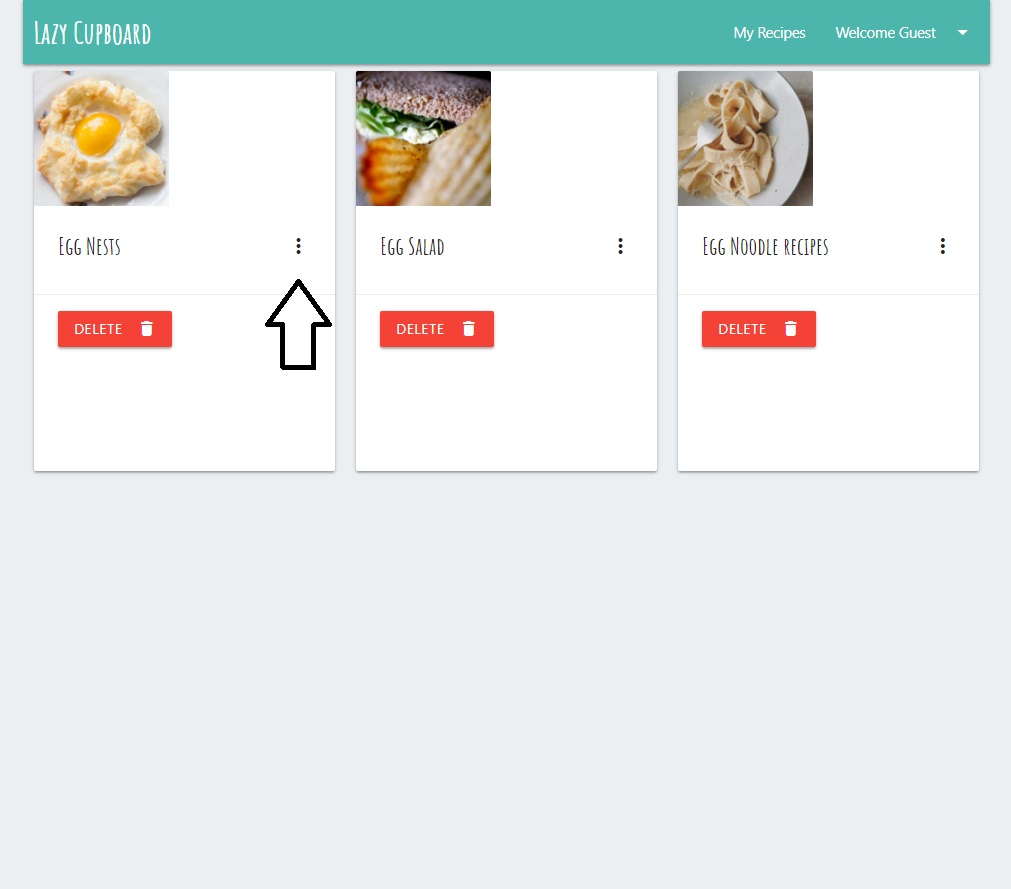 Lazy Cupboard
My Recipes
Welcome Guest
Egg Nests
Egg Salad
Egg Noodle recipes
DELETE
DELETE
DELETE